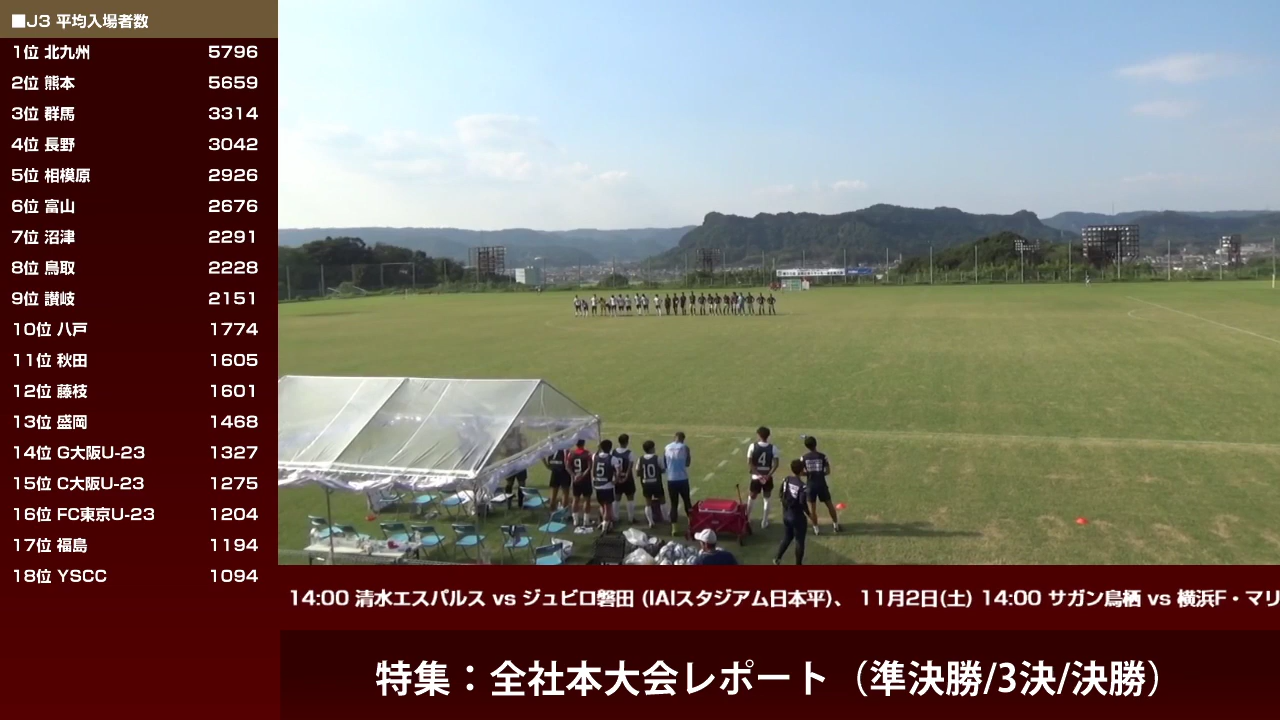 ■J3 平均入場者数
1位 北九州 5796
2位 熊本 5659
3位 群馬 3314
4位 長野 3042
5位 相模原 2926
6位 富山 2676
7位 沼津 2291
8位 鳥取 2228
9位 讃岐 2151
10位 八戸 1774
11位 秋田 1605
12位 藤枝 1601
13位 盛岡 1468
14位 G大阪U-23 1327
15位 C大阪U-23 1275
16位 FC東京U-23 1204
17位 福島 1194
18位 YSCC 1094
9
5
10
4
14:00 清水エスパルス vs ジュビロ磐田 (IAIスタジアム日本平)、 11月2日(土) 14:00 サガン鳥栖 vs 横浜F・マリ
特集：全社本大会レポート（準決勝/3決/決勝）